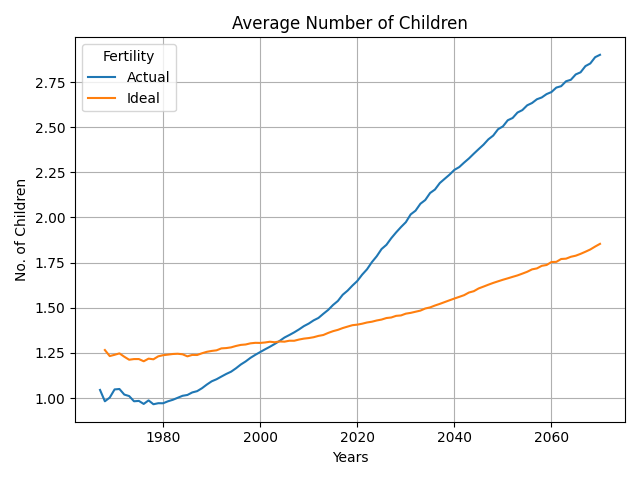 Average Number of Children
Fertility
Actual
Ideal
No. of Children
2.75
2.50
2.25
2.00
1.75
1.50
1.25
1.00
1980
2000
2020
2040
2060
Years